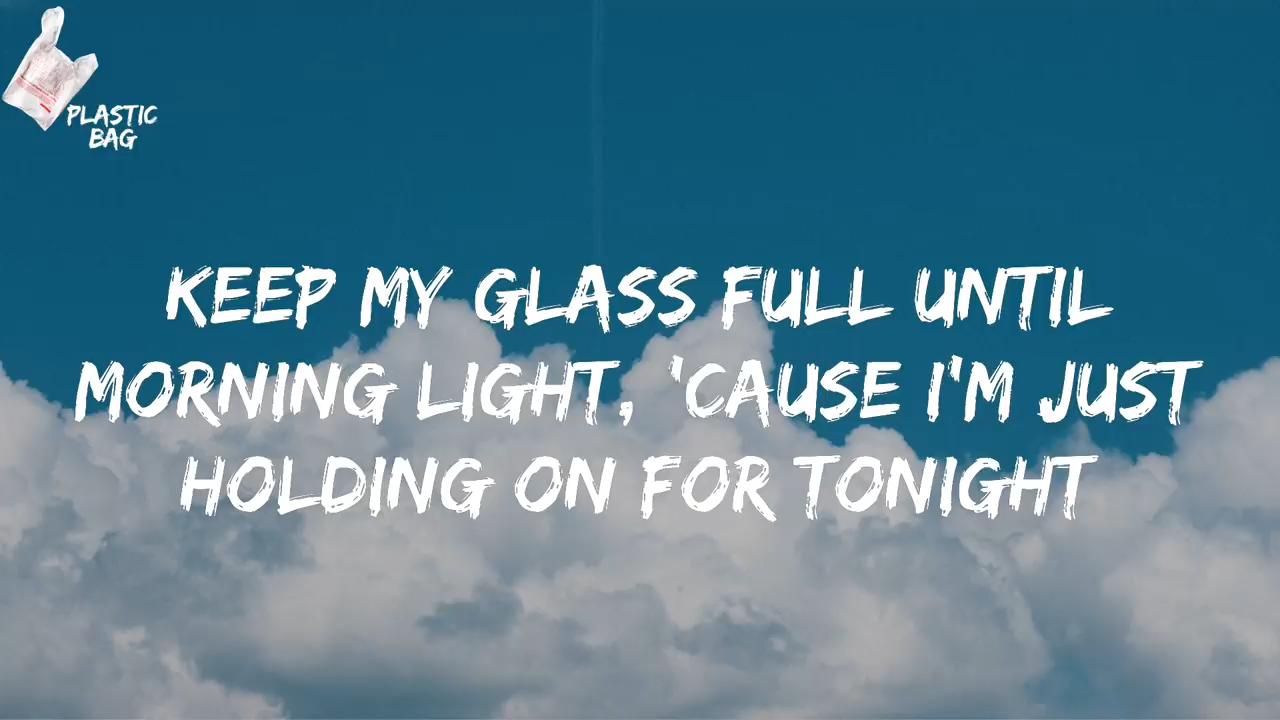 PLASTIC
BAG
KEEP MY GLASS FULL UNTIL
MORNING LIGHT, 'CAUSE I'M JUST
HOLDING ON FOR TONIGHT